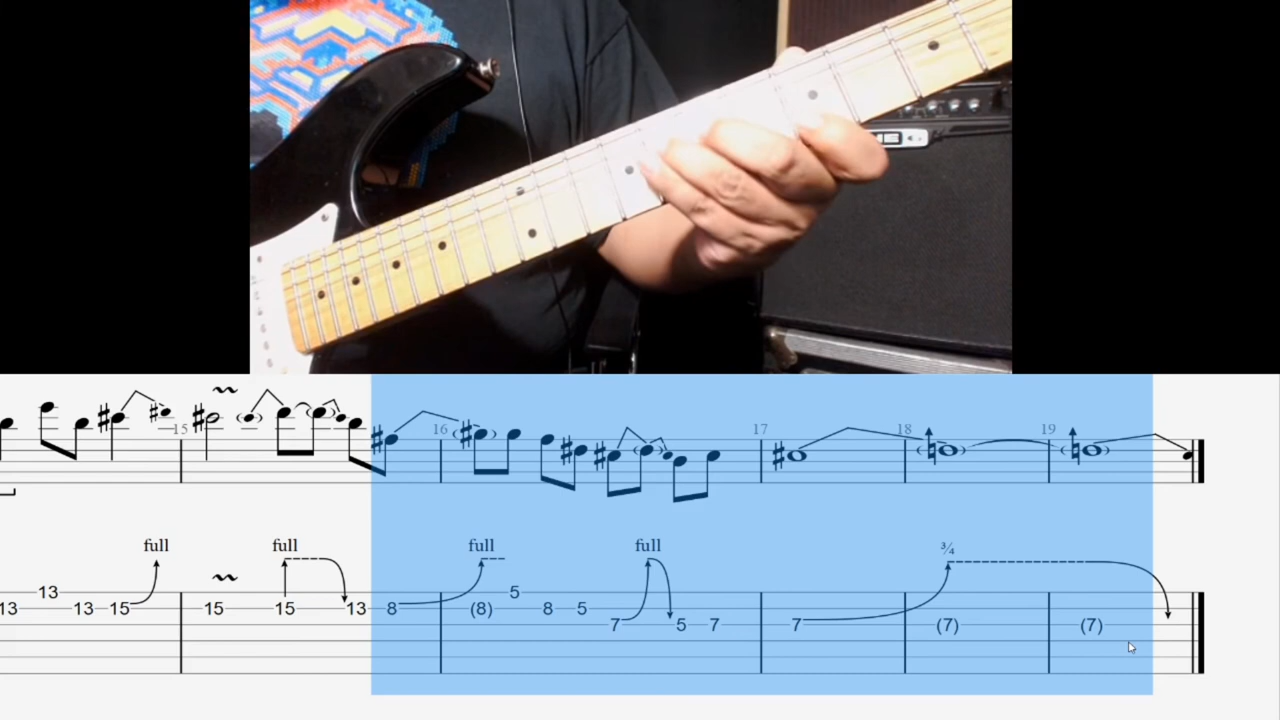 15 16 17 18 19
full full full full ¾
13 5
13 13 15 15 15 13 8 (8) 8 5
7 5 7 7 (7) (7)